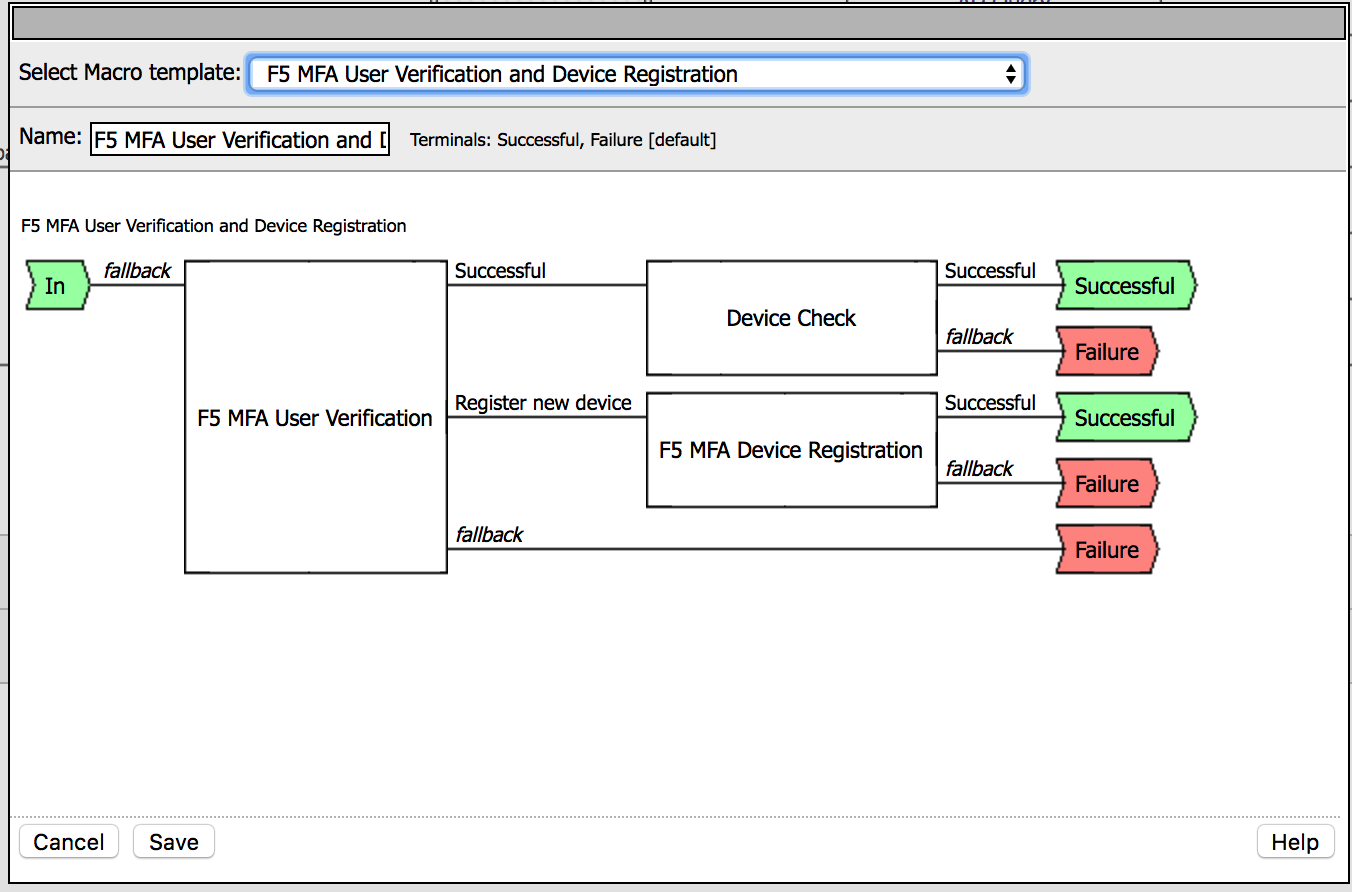 Select Macro template: F5 MFA User Verification and Device Registration
Name: F5 MFA User Verification and D Terminals: Successful, Failure [default]
F5 MFA User Verification and Device Registration
In
fallback
F5 MFA User Verification
Successful
Device Check
Successful
Successful
fallback
Failure
Register new device
F5 MFA Device Registration
Successful
Successful
fallback
Failure
fallback
Failure
Cancel
Save
Help